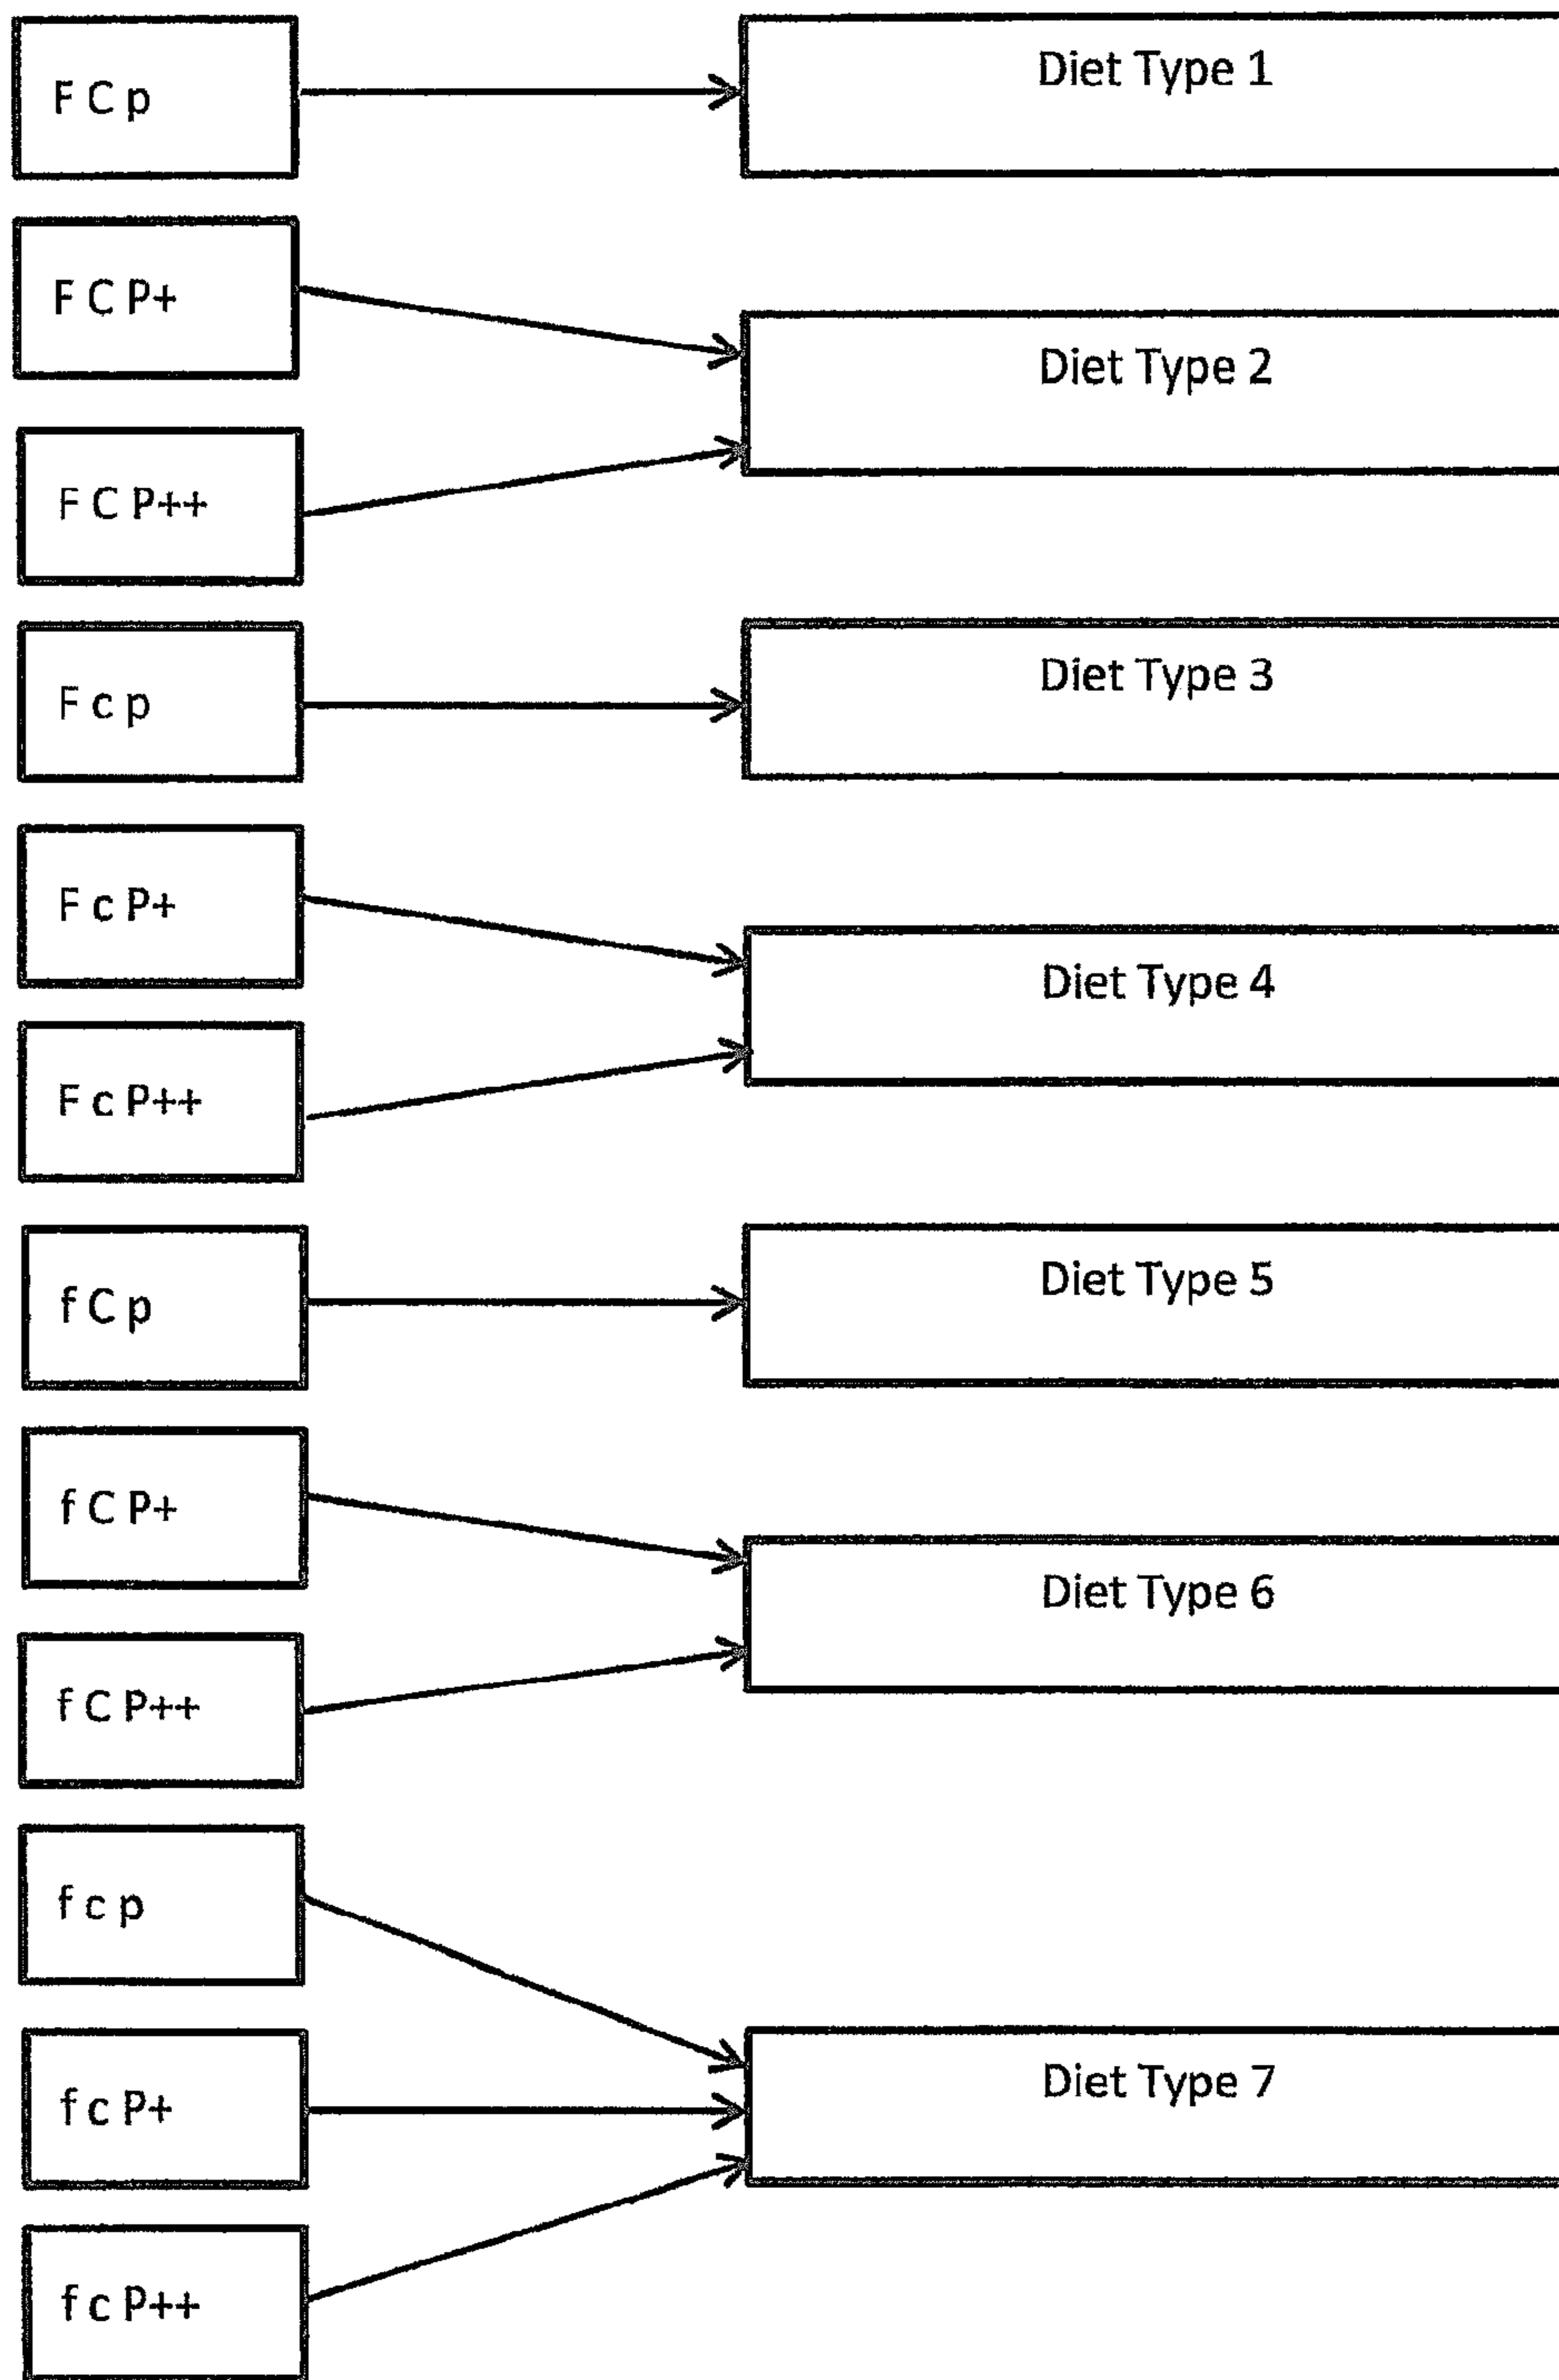 F C p
Diet Type 1
F C P+
Diet Type 2
F C P++
F c p
Diet Type 3
F c P+
Diet Type 4
F c P++
f C p
Diet Type 5
f C P+
Diet Type 6
f C P++
f c p
f c P+
Diet Type 7
f c P++